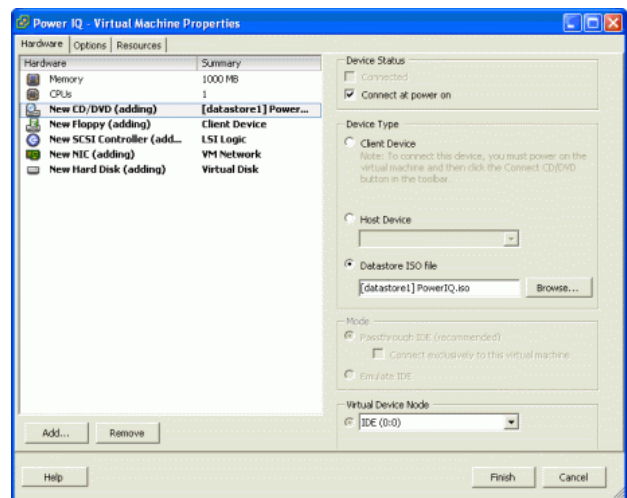 Power IQ - Virtual Machine Properties
Hardware Options Resources
Hardware Summary
Memory 1000 MB
CPUs 1
New CD/DVD (adding) [datastore1] Power...
New Floppy (adding) Client Device
New SCSI Controller (add... LSI Logic
New NIC (adding) VM Network
New Hard Disk (adding) Virtual Disk
Add... Remove
Device Status
Connected
Connect at power on
Device Type
Client Device
Note: To connect this device, you must power on the
virtual machine and then click the Connect CD/DVD
button in the toolbar.
Host Device
Datastore ISO file
[datastore1] PowerIQ.iso Browse...
Mode
Passthrough IDE (recommended)
Connect exclusively to this virtual machine
Emulate IDE
Virtual Device Node
IDE (0:0)
Help Finish Cancel